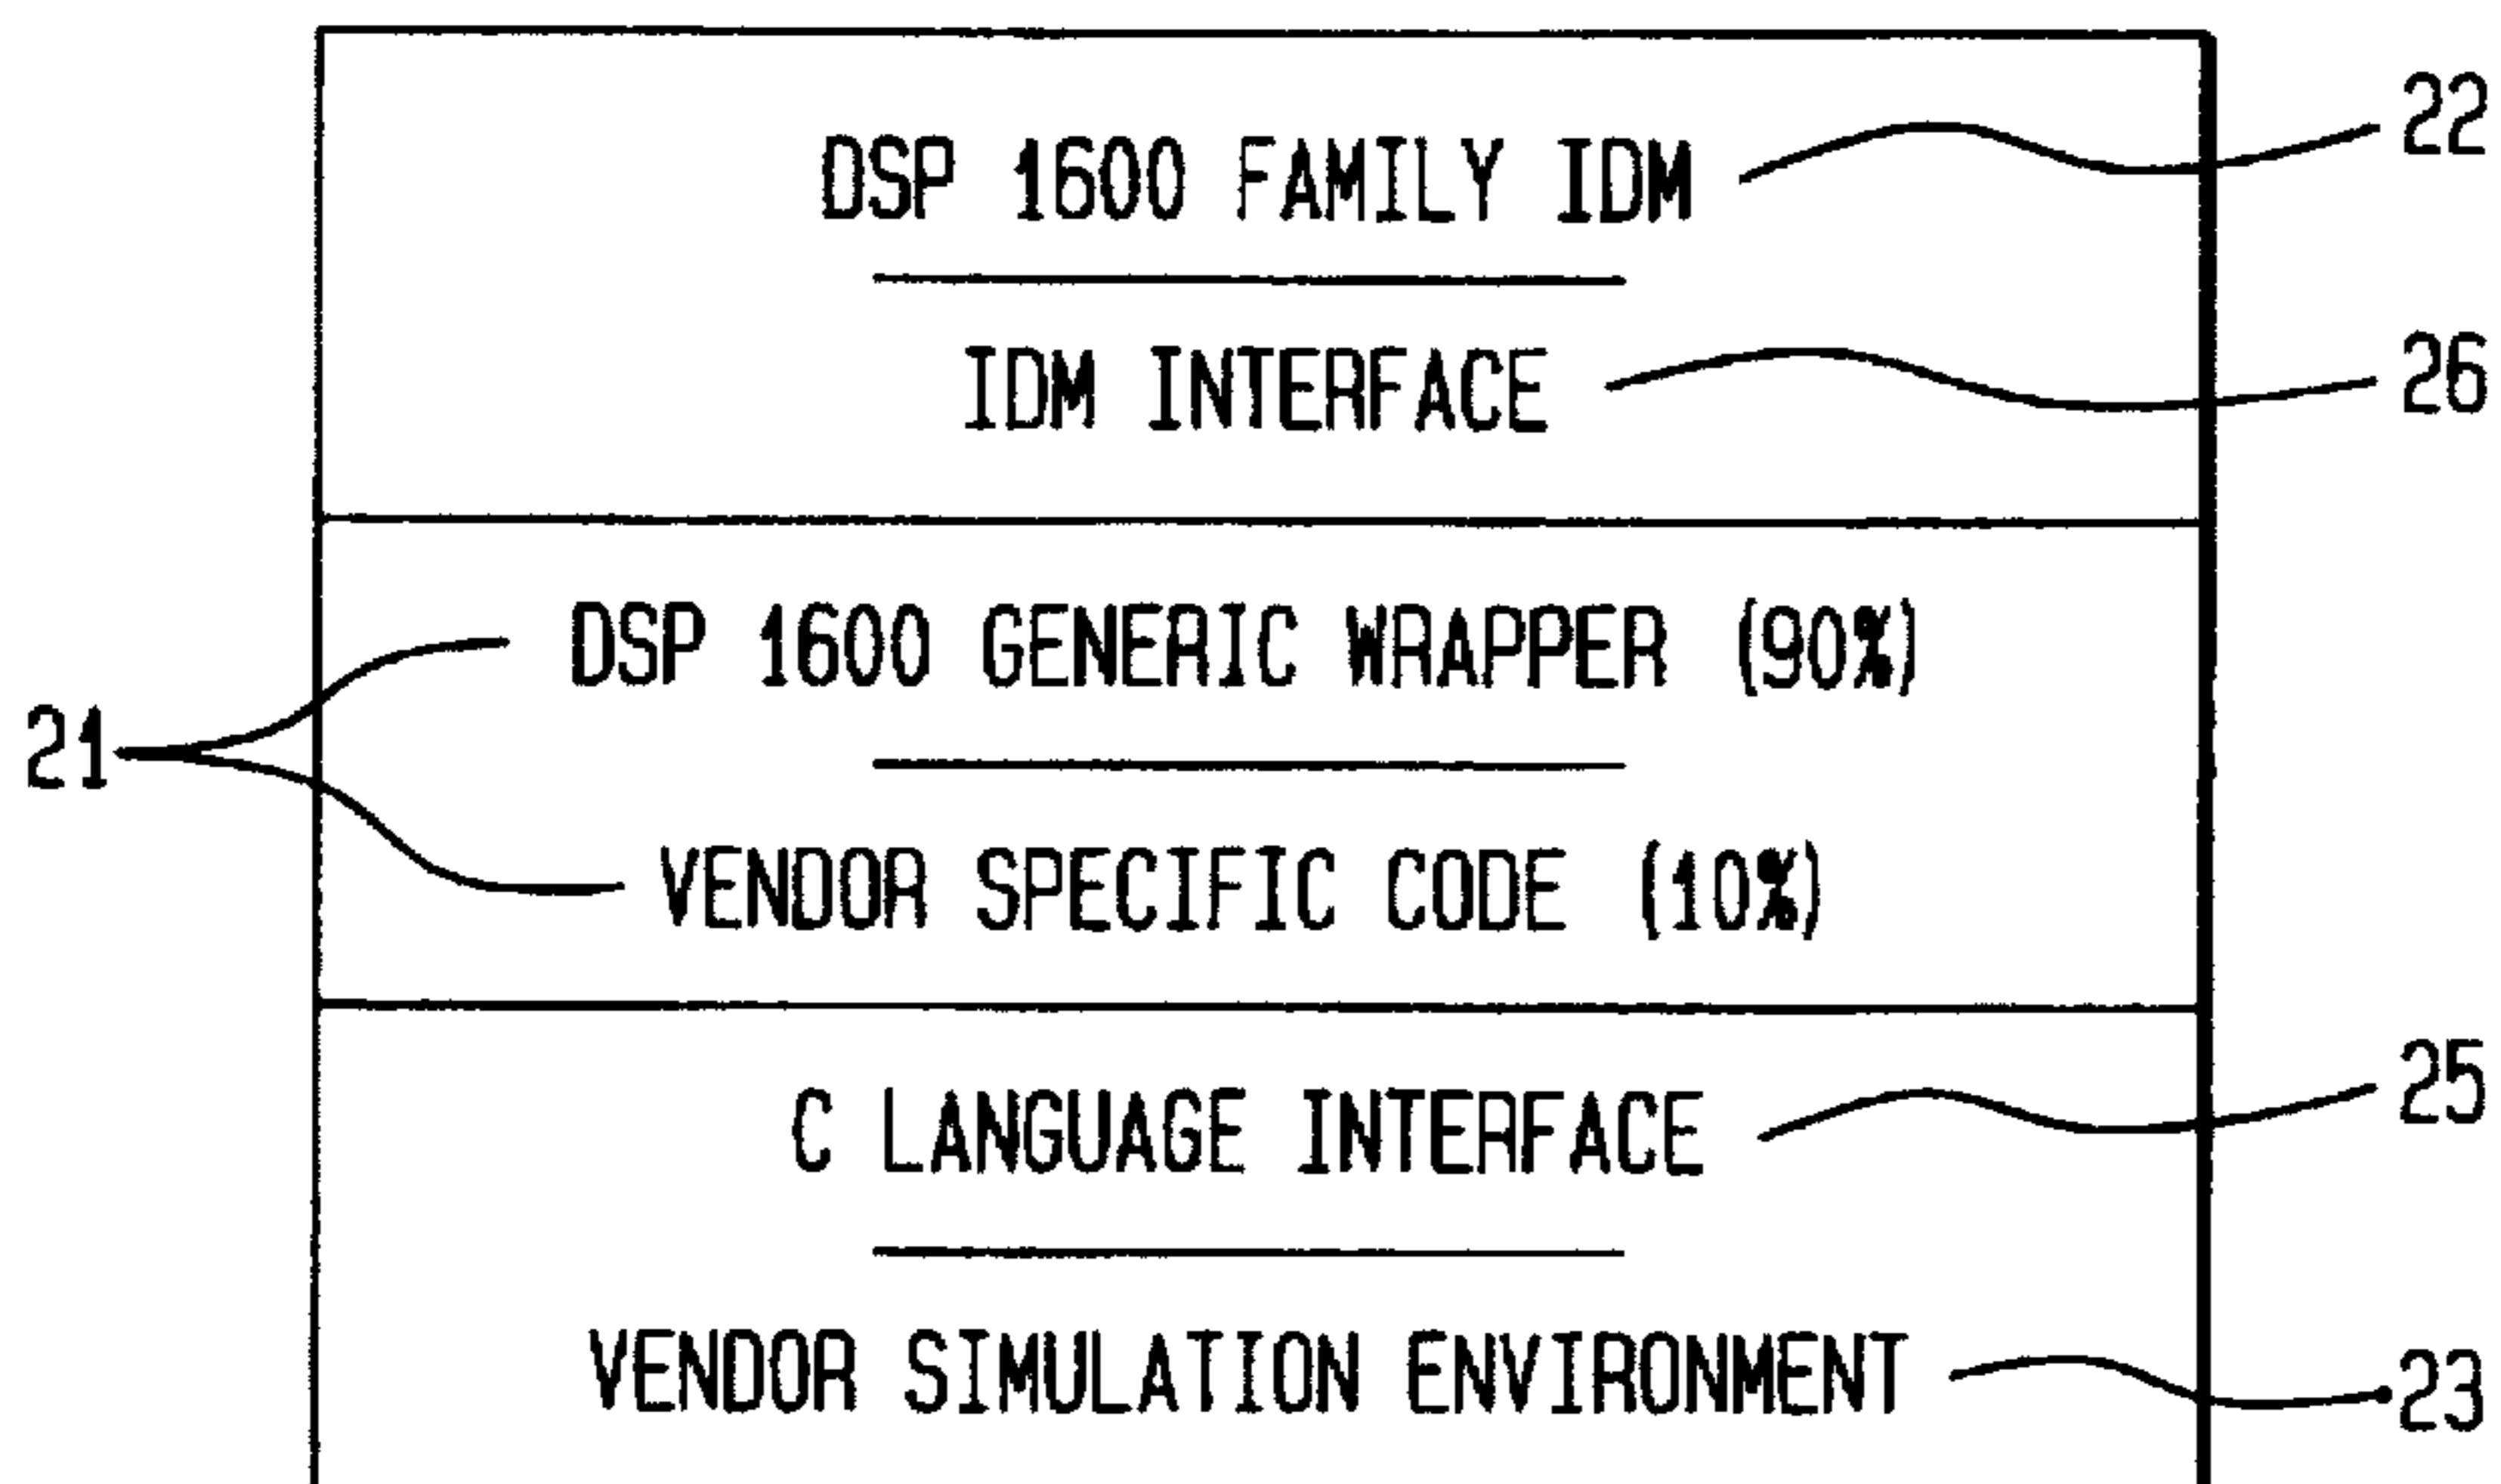 DSP 1600 FAMILY IDM
22
IDM INTERFACE
26
DSP 1600 GENERIC WRAPPER (90%)
21
VENDOR SPECIFIC CODE (10%)
C LANGUAGE INTERFACE
25
VENDOR SIMULATION ENVIRONMENT
23